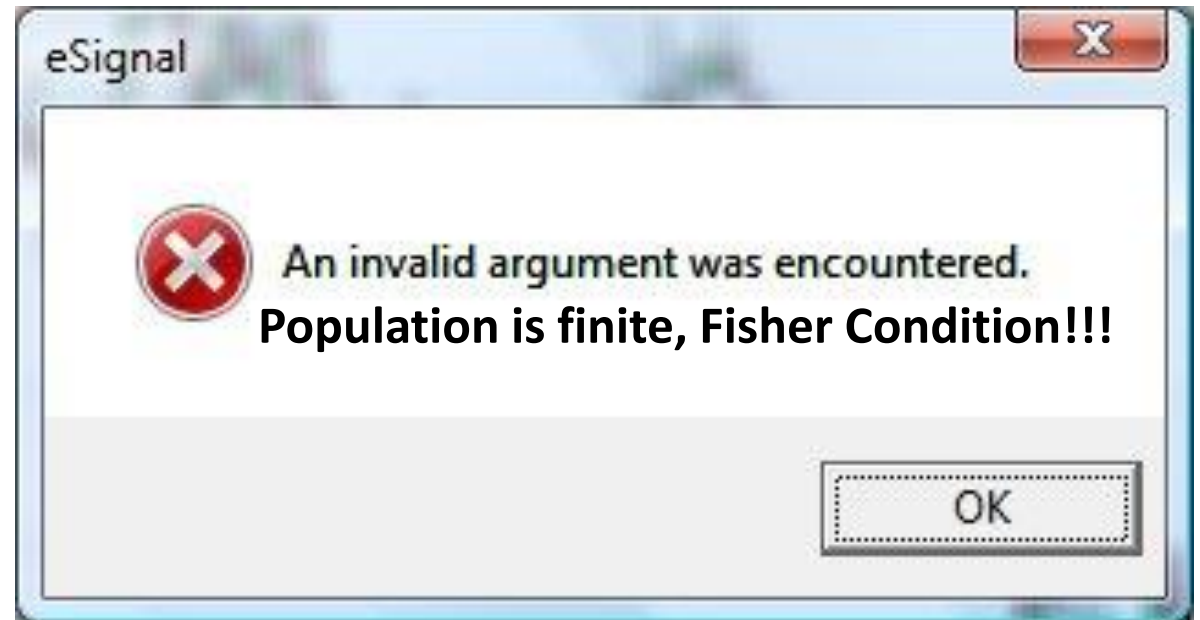 eSignal
An invalid argument was encountered.
Population is finite, Fisher Condition!!!
OK